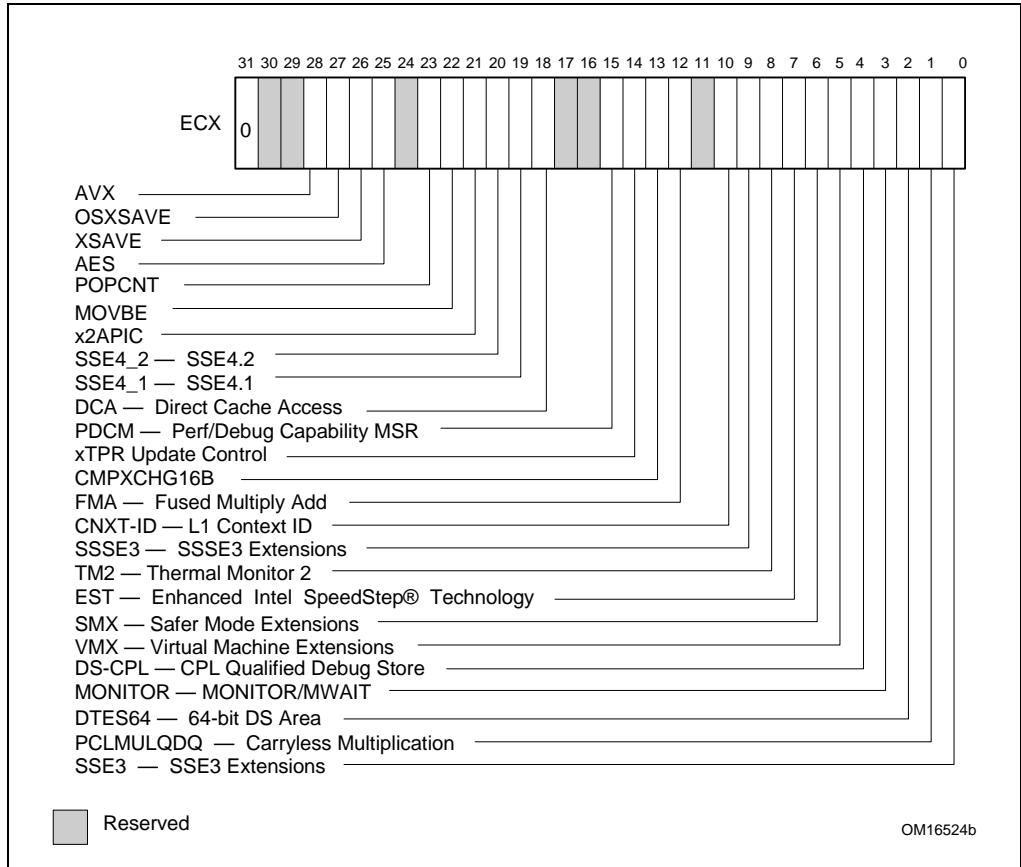 31 30 29 28 27 26 25 24 23 22 21 20 19 18 17 16 15 14 13 12 11 10 9 8 7 6 5 4 3 2 1 0
ECX
0
AVX
OSXSAVE
XSAVE
AES
POPCNT
MOVBE
x2APIC
SSE4_2 — SSE4.2
SSE4_1 — SSE4.1
DCA — Direct Cache Access
PDCM — Perf/Debug Capability MSR
xTPR Update Control
CMPXCHG16B
FMA — Fused Multiply Add
CNXT-ID — L1 Context ID
SSSE3 — SSSE3 Extensions
TM2 — Thermal Monitor 2
EST — Enhanced Intel SpeedStep® Technology
SMX — Safer Mode Extensions
VMX — Virtual Machine Extensions
DS-CPL — CPL Qualified Debug Store
MONITOR — MONITOR/MWAIT
DTES64 — 64-bit DS Area
PCLMULQDQ — Carryless Multiplication
SSE3 — SSE3 Extensions
Reserved
OM16524b